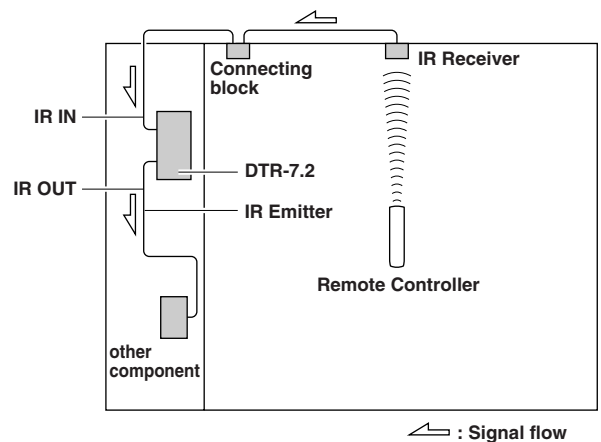 Connecting
block
IR Receiver
IR IN
DTR-7.2
IR OUT
IR Emitter
Remote Controller
other
component
: Signal flow